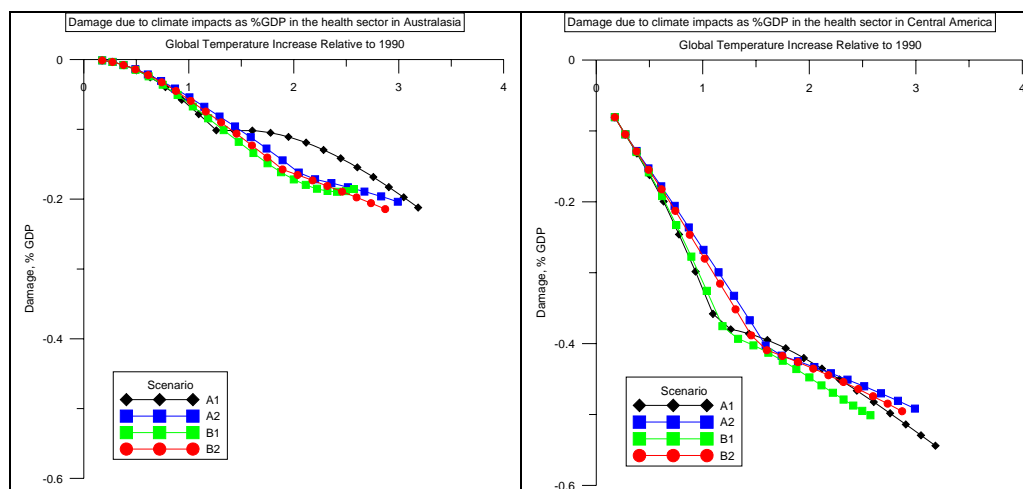 Damage due to climate impacts as %GDP in the health sector in Australasia
Global Temperature Increase Relative to 1990
0 1 2 3 4
0
-0.2
-0.4
-0.6
Damage, % GDP
Scenario
A1
A2
B1
B2
Damage due to climate impacts as %GDP in the health sector in Central America
Global Temperature Increase Relative to 1990
0 1 2 3 4
0
-0.2
-0.4
-0.6
Damage, % GDP
Scenario
A1
A2
B1
B2